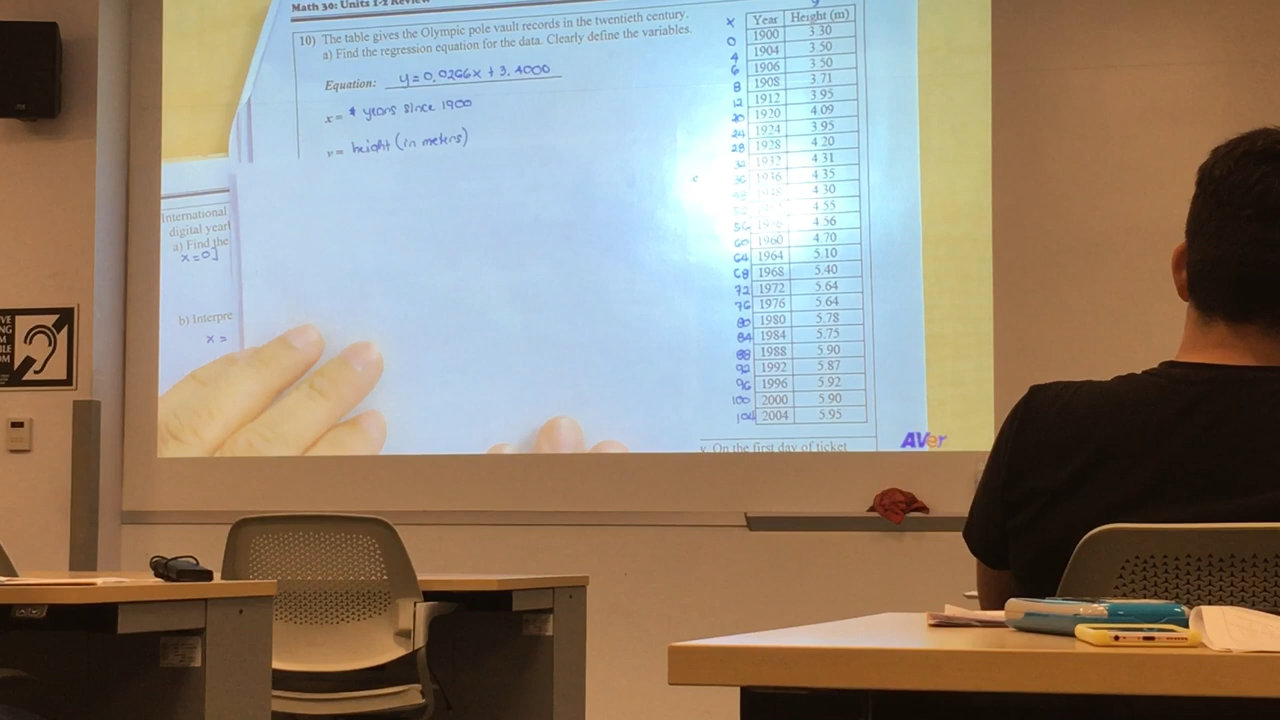 Math 30: Units 1-2 Review
10) The table gives the Olympic pole vault records in the twentieth century.
a) Find the regression equation for the data. Clearly define the variables.
Equation: y = 0.0266x + 3.4000
x = # years since 1900
height (in meters)
International
digital year
a) Find the
x = 0
b) Interpre
x =
y
x Year Height (m)
0 1900 3.30
4 1904 3.50
6 1906 3.50
8 1908 3.71
12 1912 3.95
20 1920 4.09
24 1924 3.95
28 1928 4.20
32 1932 4.31
36 1936 4.35
1948 4.30
4.55
56 1956 4.56
60 1960 4.70
64 1964 5.10
68 1968 5.40
72 1972 5.64
76 1976 5.64
80 1980 5.78
84 1984 5.75
88 1988 5.90
92 1992 5.87
96 1996 5.92
100 2000 5.90
104 2004 5.95
On the first day of ticket
AVer